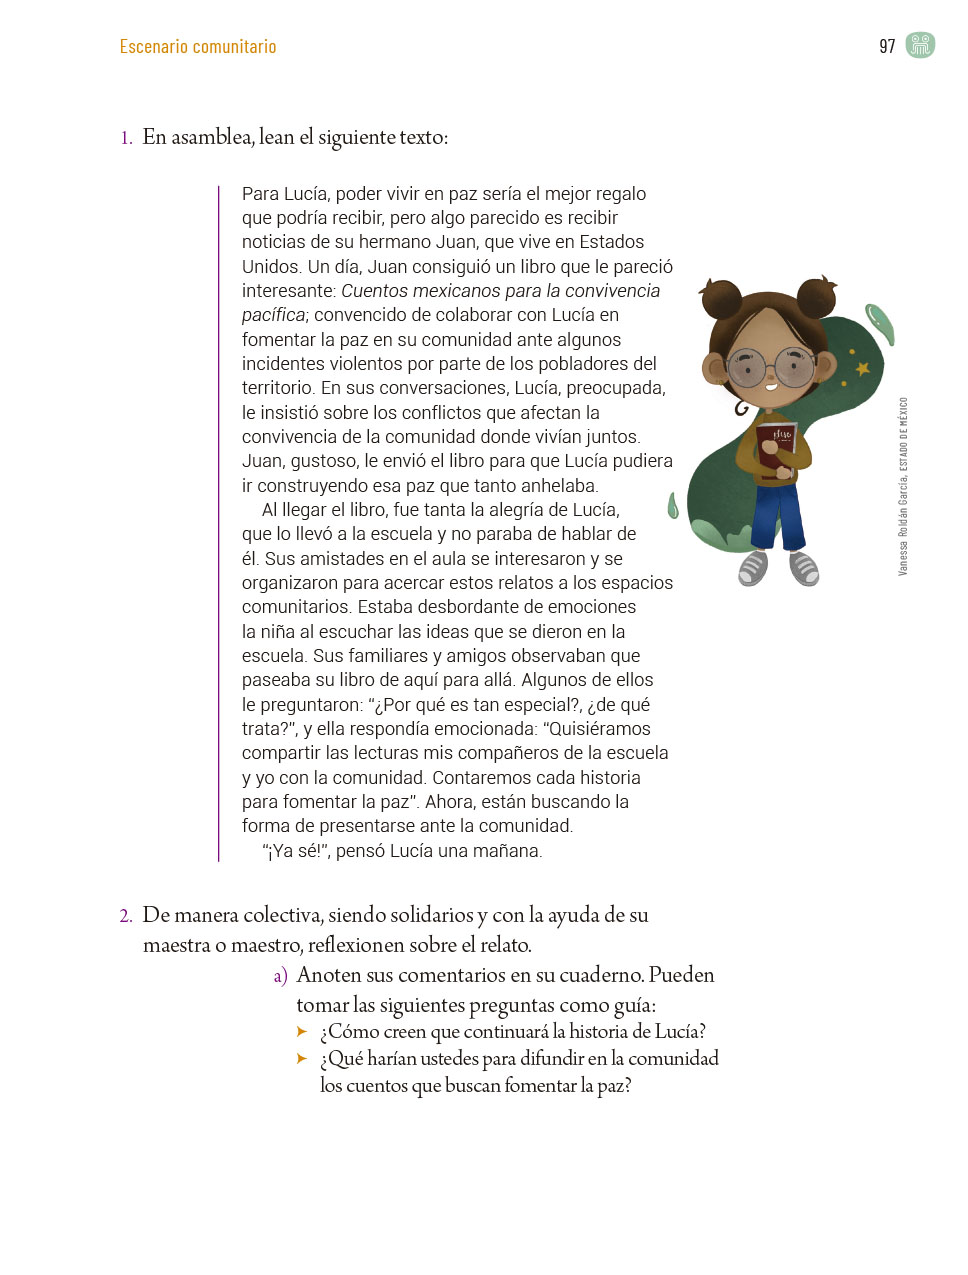 Escenario comunitario
97
1. En asamblea, lean el siguiente texto:
Para Lucía, poder vivir en paz sería el mejor regalo
que podría recibir, pero algo parecido es recibir
noticias de su hermano Juan, que vive en Estados
Unidos. Un día, Juan consiguió un libro que le pareció
interesante: Cuentos mexicanos para la convivencia
pacífica; convencido de colaborar con Lucía en
fomentar la paz en su comunidad ante algunos
incidentes violentos por parte de los pobladores del
territorio. En sus conversaciones, Lucía, preocupada,
le insistió sobre los conflictos que afectan la
convivencia de la comunidad donde vivían juntos.
Juan, gustoso, le envió el libro para que Lucía pudiera
ir construyendo esa paz que tanto anhelaba.
Al llegar el libro, fue tanta la alegría de Lucía,
que lo llevó a la escuela y no paraba de hablar de
él. Sus amistades en el aula se interesaron y se
organizaron para acercar estos relatos a los espacios
comunitarios. Estaba desbordante de emociones
la niña al escuchar las ideas que se dieron en la
escuela. Sus familiares y amigos observaban que
paseaba su libro de aquí para allá. Algunos de ellos
le preguntaron: “¿Por qué es tan especial?, ¿de qué
trata?”, y ella respondía emocionada: “Quisiéramos
compartir las lecturas mis compañeros de la escuela
y yo con la comunidad. Contaremos cada historia
para fomentar la paz”. Ahora, están buscando la
forma de presentarse ante la comunidad.
“¡Ya sé!”, pensó Lucía una mañana.
Vanessa Roldán García, ESTADO DE MÉXICO
2. De manera colectiva, siendo solidarios y con la ayuda de su
maestra o maestro, reflexionen sobre el relato.
a) Anoten sus comentarios en su cuaderno. Pueden
tomar las siguientes preguntas como guía:
➤ ¿Cómo creen que continuará la historia de Lucía?
➤ ¿Qué harían ustedes para difundir en la comunidad
los cuentos que buscan fomentar la paz?